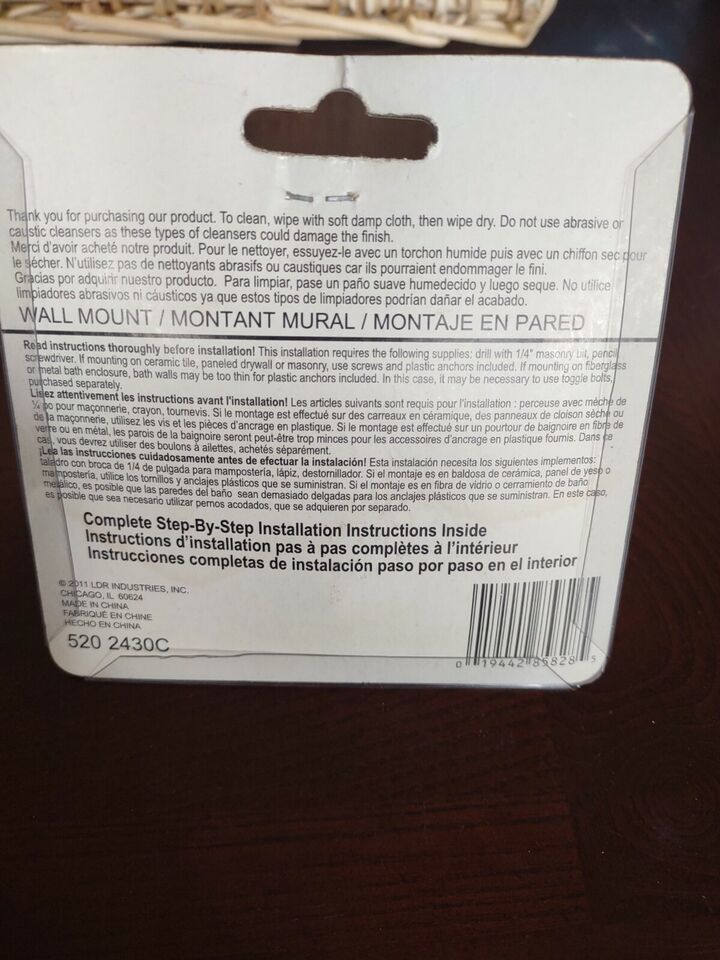 Thank you for purchasing our product. To clean, wipe with soft damp cloth, then wipe dry. Do not use abrasive or
caustic cleansers as these types of cleansers could damage the finish.
Merci d'avoir acheté notre produit. Pour le nettoyer, essuyez-le avec un torchon humide puis avec un chiffon sec pour
le sécher. N'utilisez pas de nettoyants abrasifs ou caustiques car ils pourraient endommager le fini.
Gracias por adquirir nuestro producto. Para limpiar, pase un paño suave humedecido y luego seque. No utilice
limpiadores abrasivos ni cáusticos ya que estos tipos de limpiadores podrían dañar el acabado.
WALL MOUNT / MONTANT MURAL / MONTAJE EN PARED
Read instructions thoroughly before installation! This installation requires the following supplies: drill with 1/4" masonry bit, pencil,
screwdriver. If mounting on ceramic tile, paneled drywall or masonry, use screws and plastic anchors included. If mounting on fiberglass
or metal bath enclosure, bath walls may be too thin for plastic anchors included. In this case, it may be necessary to use toggle bolts,
purchased separately.
Lisez attentivement les instructions avant l'installation! Les articles suivants sont requis pour l'installation : perceuse avec mèche de
¼ po pour maçonnerie, crayon, tournevis. Si le montage est effectué sur des carreaux en céramique, des panneaux de cloison sèche ou
de la maçonnerie, utilisez les vis et les pièces d'ancrage en plastique. Si le montage est effectué sur un pourtour de baignoire en fibre de
verre ou en métal, les parois de la baignoire seront peut-être trop minces pour les accessoires d'ancrage en plastique fournis. Dans ce
cas, vous devrez utiliser des boulons à ailettes, achetés séparément.
¡Lea las instrucciones cuidadosamente antes de efectuar la instalación! Esta instalación necesita los siguientes implementos:
taladro con broca de 1/4 de pulgada para mampostería, lápiz, destornillador. Si el montaje es en baldosa de cerámica, panel de yeso o
mampostería, utilice los tornillos y anclajes plásticos que se suministran. Si el montaje es en fibra de vidrio o cerramiento de baño
metálico, es posible que las paredes del baño sean demasiado delgadas para los anclajes plásticos que se suministran. En este caso,
es posible que sea necesario utilizar pernos acodados, que se adquieren por separado.
Complete Step-By-Step Installation Instructions Inside
Instructions d'installation pas à pas complètes à l'intérieur
Instrucciones completas de instalación paso por paso en el interior
© 2011 LDR INDUSTRIES, INC.
CHICAGO, IL 60624
MADE IN CHINA
FABRIQUÉ EN CHINE
HECHO EN CHINA
520 2430C
0 19442 85828 5